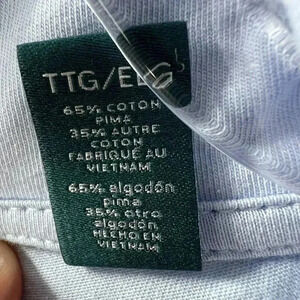 TTG/ELG
65% COTON
PIMA
35% AUTRE
COTON
FABRIQUÉ AU
VIETNAM
65% algodón
pima
35% otro
algodón
HECHO EN
VIETNAM